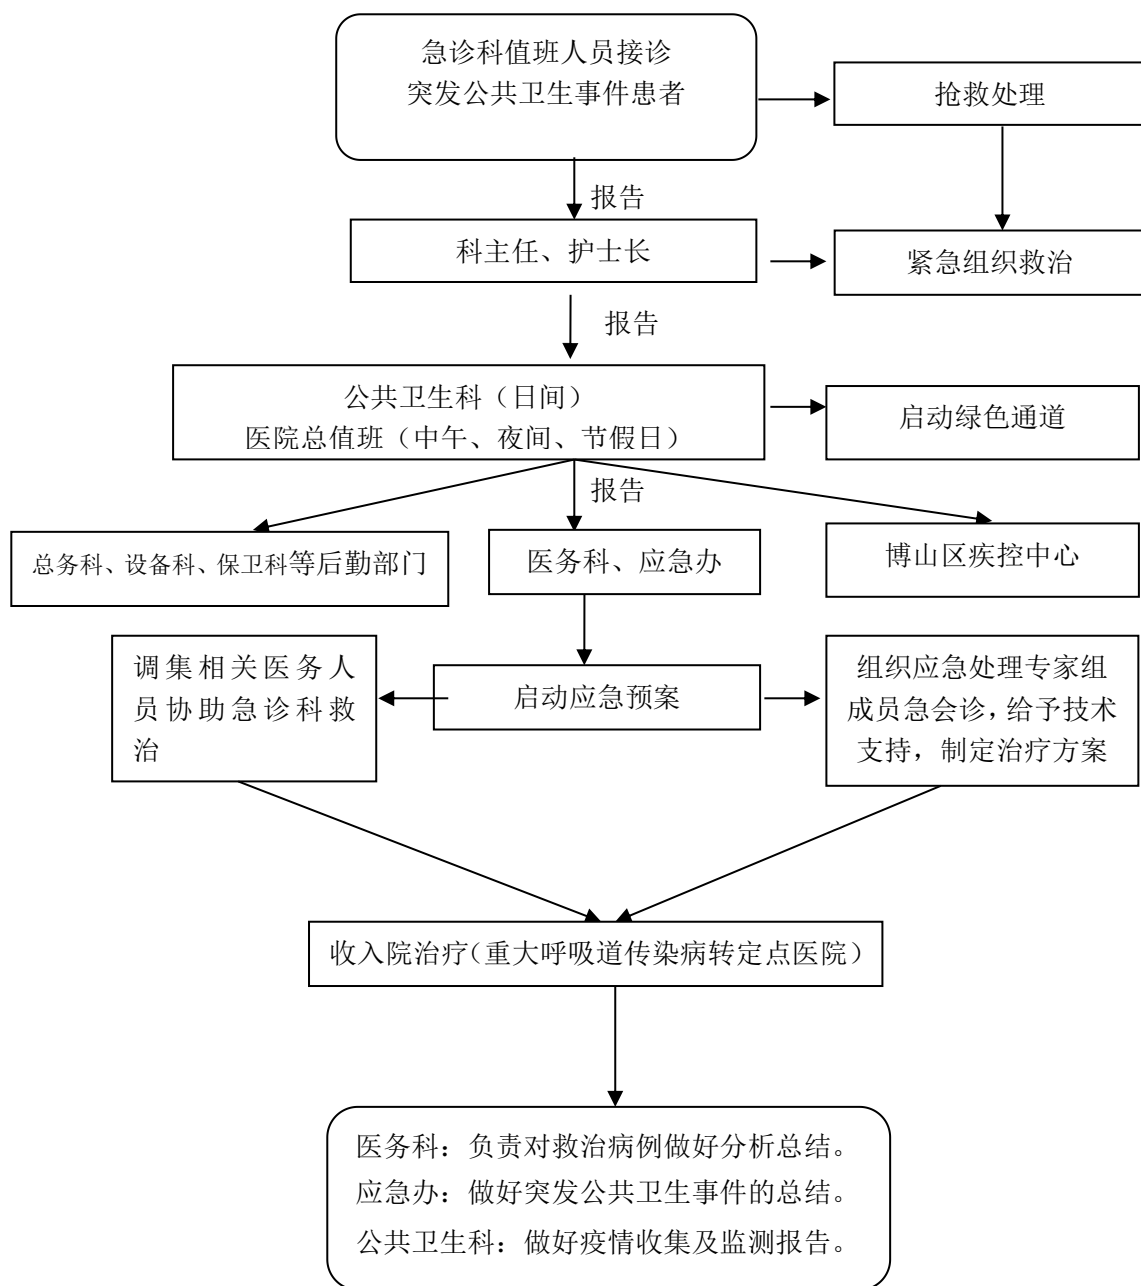 急诊科值班人员接诊
突发公共卫生事件患者
抢救处理
报告
科主任、护士长
紧急组织救治
报告
公共卫生科（日间）
医院总值班（中午、夜间、节假日）
启动绿色通道
报告
总务科、设备科、保卫科等后勤部门
医务科、应急办
博山区疾控中心
调集相关医务人
员协助急诊科救
治
启动应急预案
组织应急处理专家组
成员急会诊，给予技术
支持，制定治疗方案
收入院治疗（重大呼吸道传染病转定点医院）
医务科：负责对救治病例做好分析总结。
应急办：做好突发公共卫生事件的总结。
公共卫生科：做好疫情收集及监测报告。